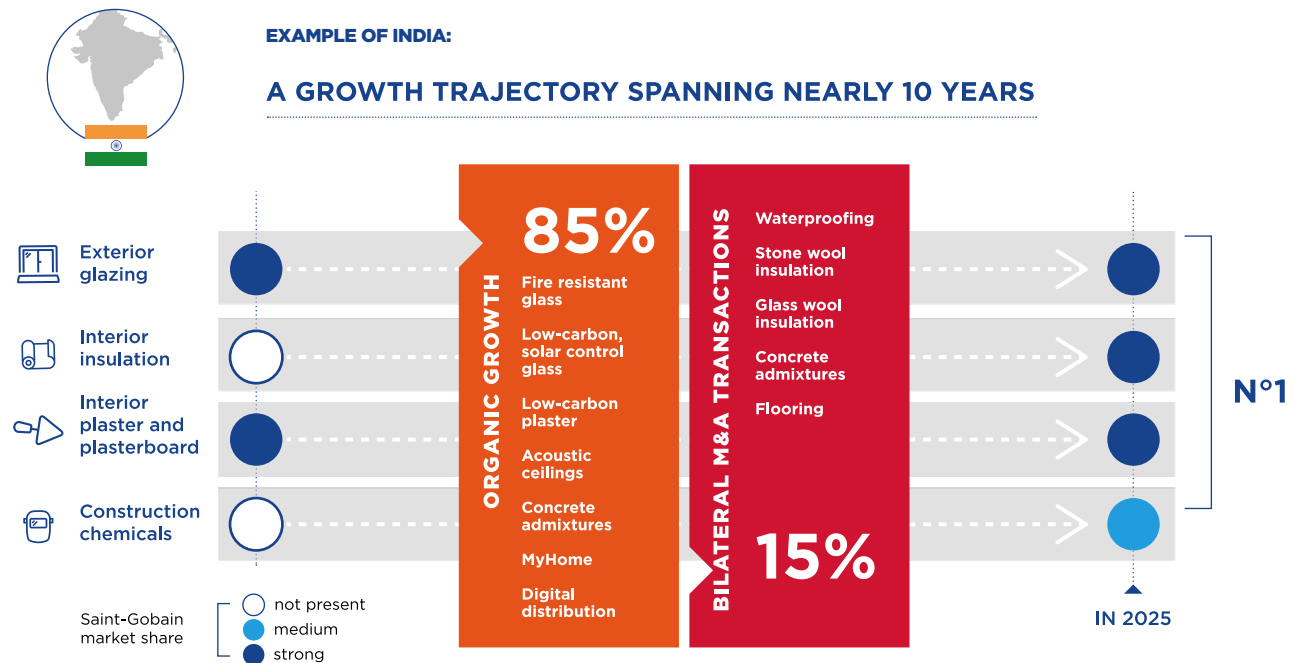 EXAMPLE OF INDIA:
A GROWTH TRAJECTORY SPANNING NEARLY 10 YEARS
Exterior
glazing
Interior
insulation
Interior
plaster and
plasterboard
Construction
chemicals
ORGANIC GROWTH
85%
Fire resistant
glass
Low-carbon,
solar control
glass
Low-carbon
plaster
Acoustic
ceilings
Concrete
admixtures
MyHome
Digital
distribution
BILATERAL M&A TRANSACTIONS
Waterproofing
Stone wool
insulation
Glass wool
insulation
Concrete
admixtures
Flooring
15%
N°1
IN 2025
Saint-Gobain
market share
not present
medium
strong